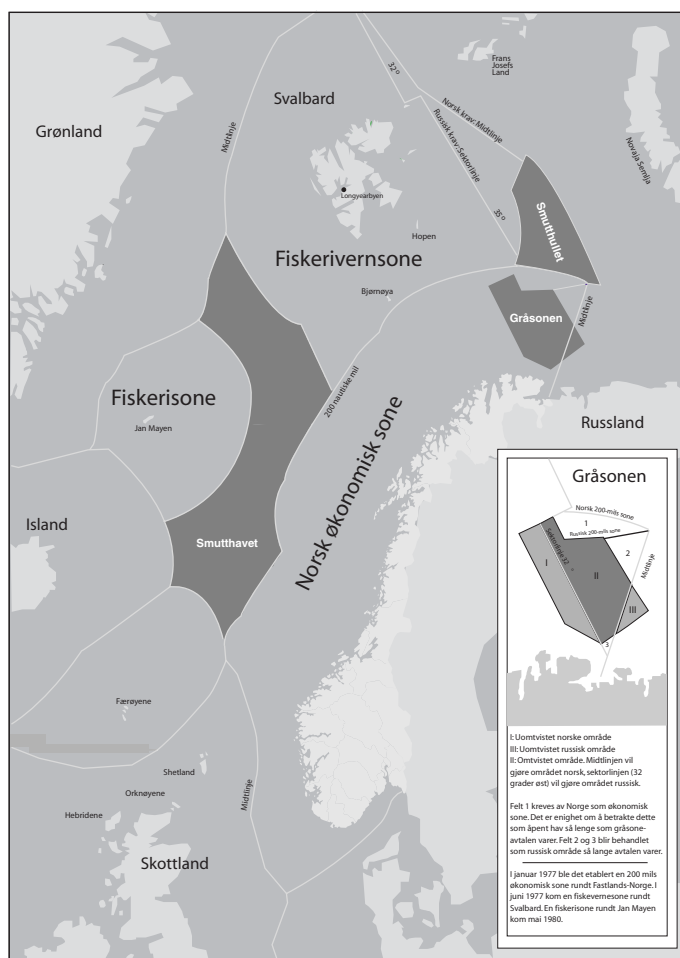 Grønland
Svalbard
Frans
Josefs
Land
32°
Midtlinje
Norsk krav: Midtlinje
Russisk krav: Sektorlinje
Novaja Semlja
Longyearbyen
35°
Smutthullet
Hopen
Fiskerivernsone
Bjørnøya
Gråsonen
Midtlinje
200 nautiske mil
Fiskerisone
Jan Mayen
Norsk økonomisk sone
Russland
Island
Smutthavet
Færøyene
Shetland
Orknøyene
Hebridene
Midtlinje
Skottland
Gråsonen
Norsk 200-mils sone
1
Russisk 200-mils sone
Sektorlinje 32 °
2
Midtlinje
I
II
III
3
I: Uomtvistet norske område
III: Uomtvistet russisk område
II: Omtvistet område. Midtlinjen vil
gjøre området norsk, sektorlinjen (32
grader øst) vil gjøre området russisk.
Felt 1 kreves av Norge som økonomisk
sone. Det er enighet om å betrakte dette
som åpent hav så lenge som gråsone-
avtalen varer. Felt 2 og 3 blir behandlet
som russisk område så lange avtalen varer.
I januar 1977 ble det etablert en 200 mils
økonomisk sone rundt Fastlands-Norge. I
juni 1977 kom en fiskevernesone rundt
Svalbard. En fiskerisone rundt Jan Mayen
kom mai 1980.